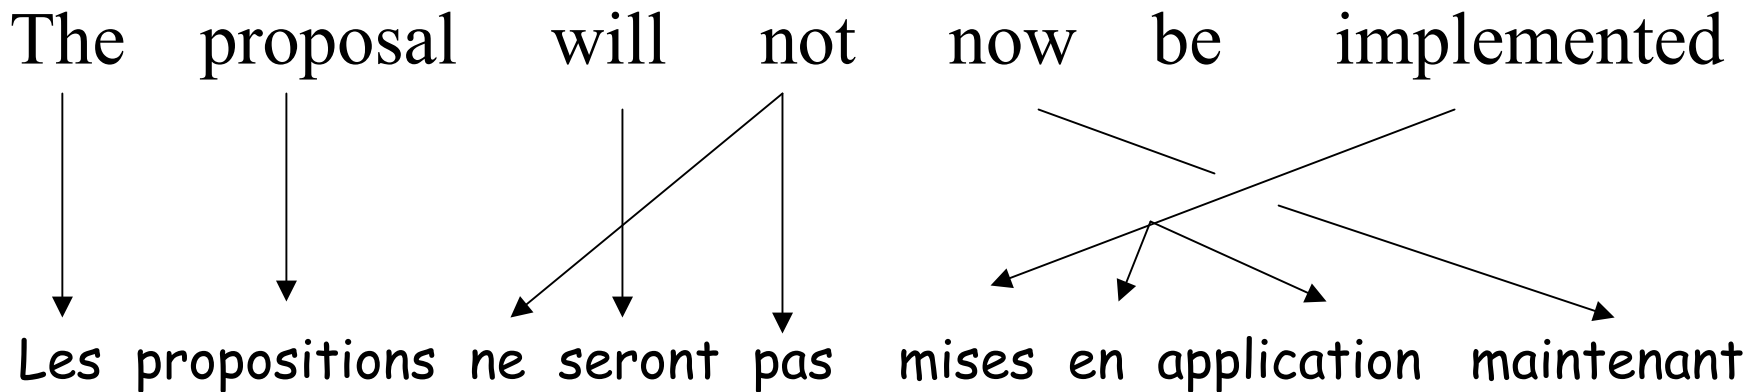 The proposal will not now be implemented
Les propositions ne seront pas mises en application maintenant